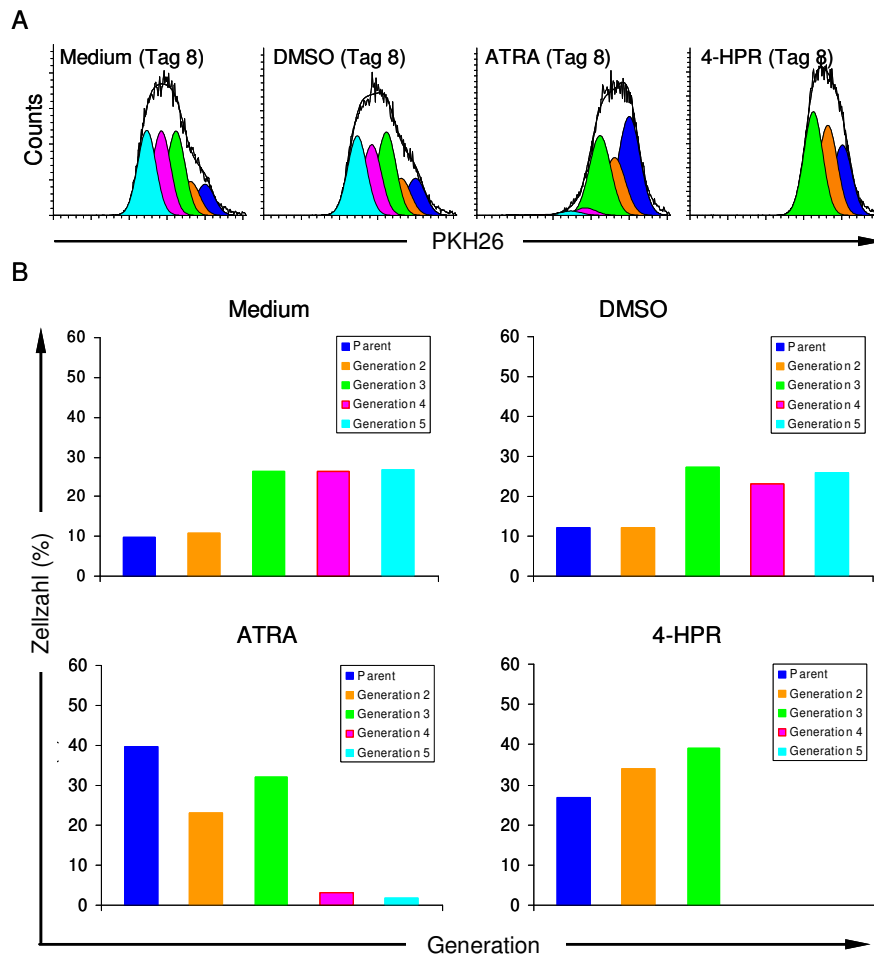 A
Medium (Tag 8)
DMSO (Tag 8)
ATRA (Tag 8)
4-HPR (Tag 8)
Counts
PKH26
B
Medium
DMSO
60
50
40
30
20
10
0
Parent
Generation 2
Generation 3
Generation 4
Generation 5
60
50
40
30
20
10
0
Parent
Generation 2
Generation 3
Generation 4
Generation 5
Zellzahl (%)
ATRA
4-HPR
60
50
40
30
20
10
0
Parent
Generation 2
Generation 3
Generation 4
Generation 5
60
50
40
30
20
10
0
Parent
Generation 2
Generation 3
Generation 4
Generation 5
Generation